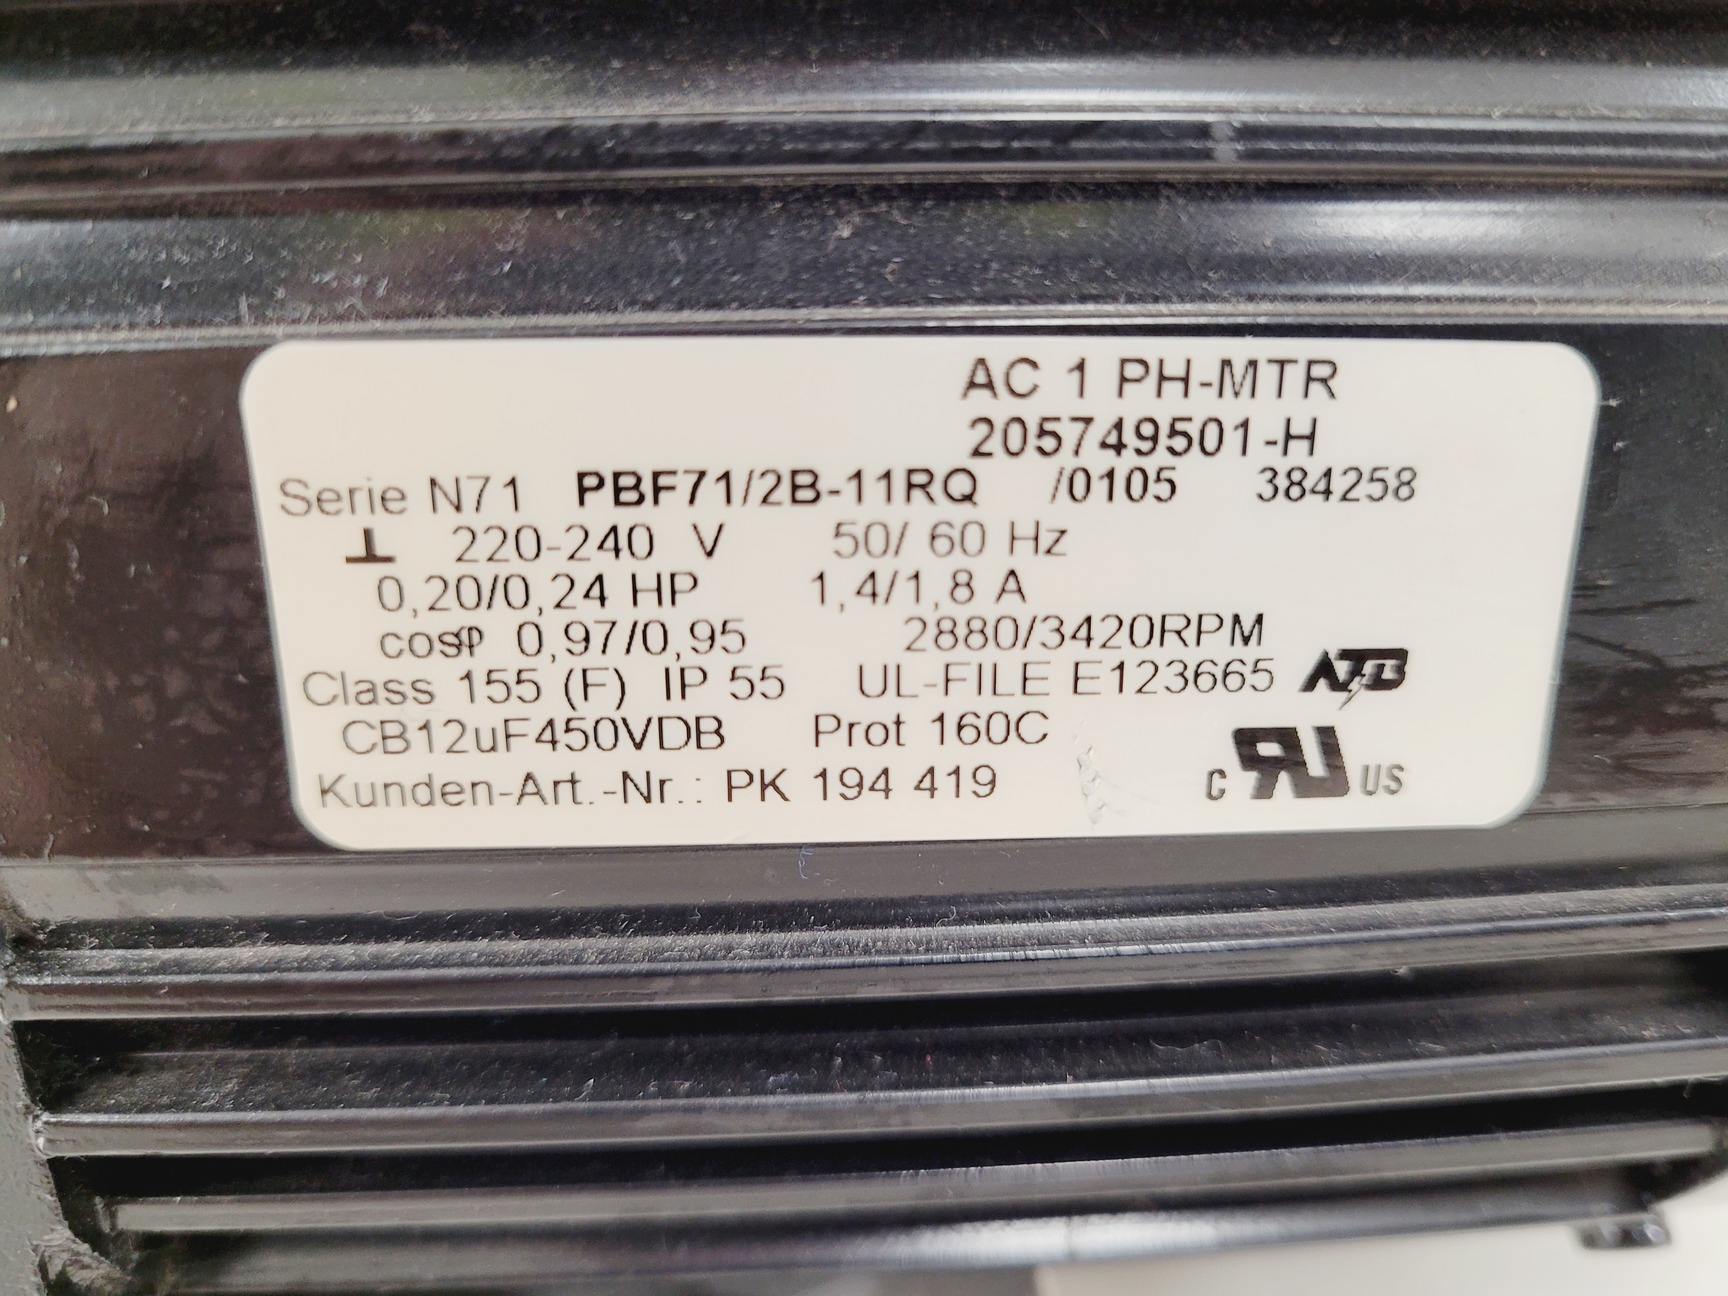 AC 1 PH-MTR
205749501-H
Serie N71 PBF71/2B-11RQ /0105 384258
⊥ 220-240 V 50/ 60 Hz
0,20/0,24 HP 1,4/1,8 A
cosφ 0,97/0,95 2880/3420RPM
Class 155 (F) IP 55 UL-FILE E123665 ATB
CB12uF450VDB Prot 160C
c RU US
Kunden-Art.-Nr.: PK 194 419